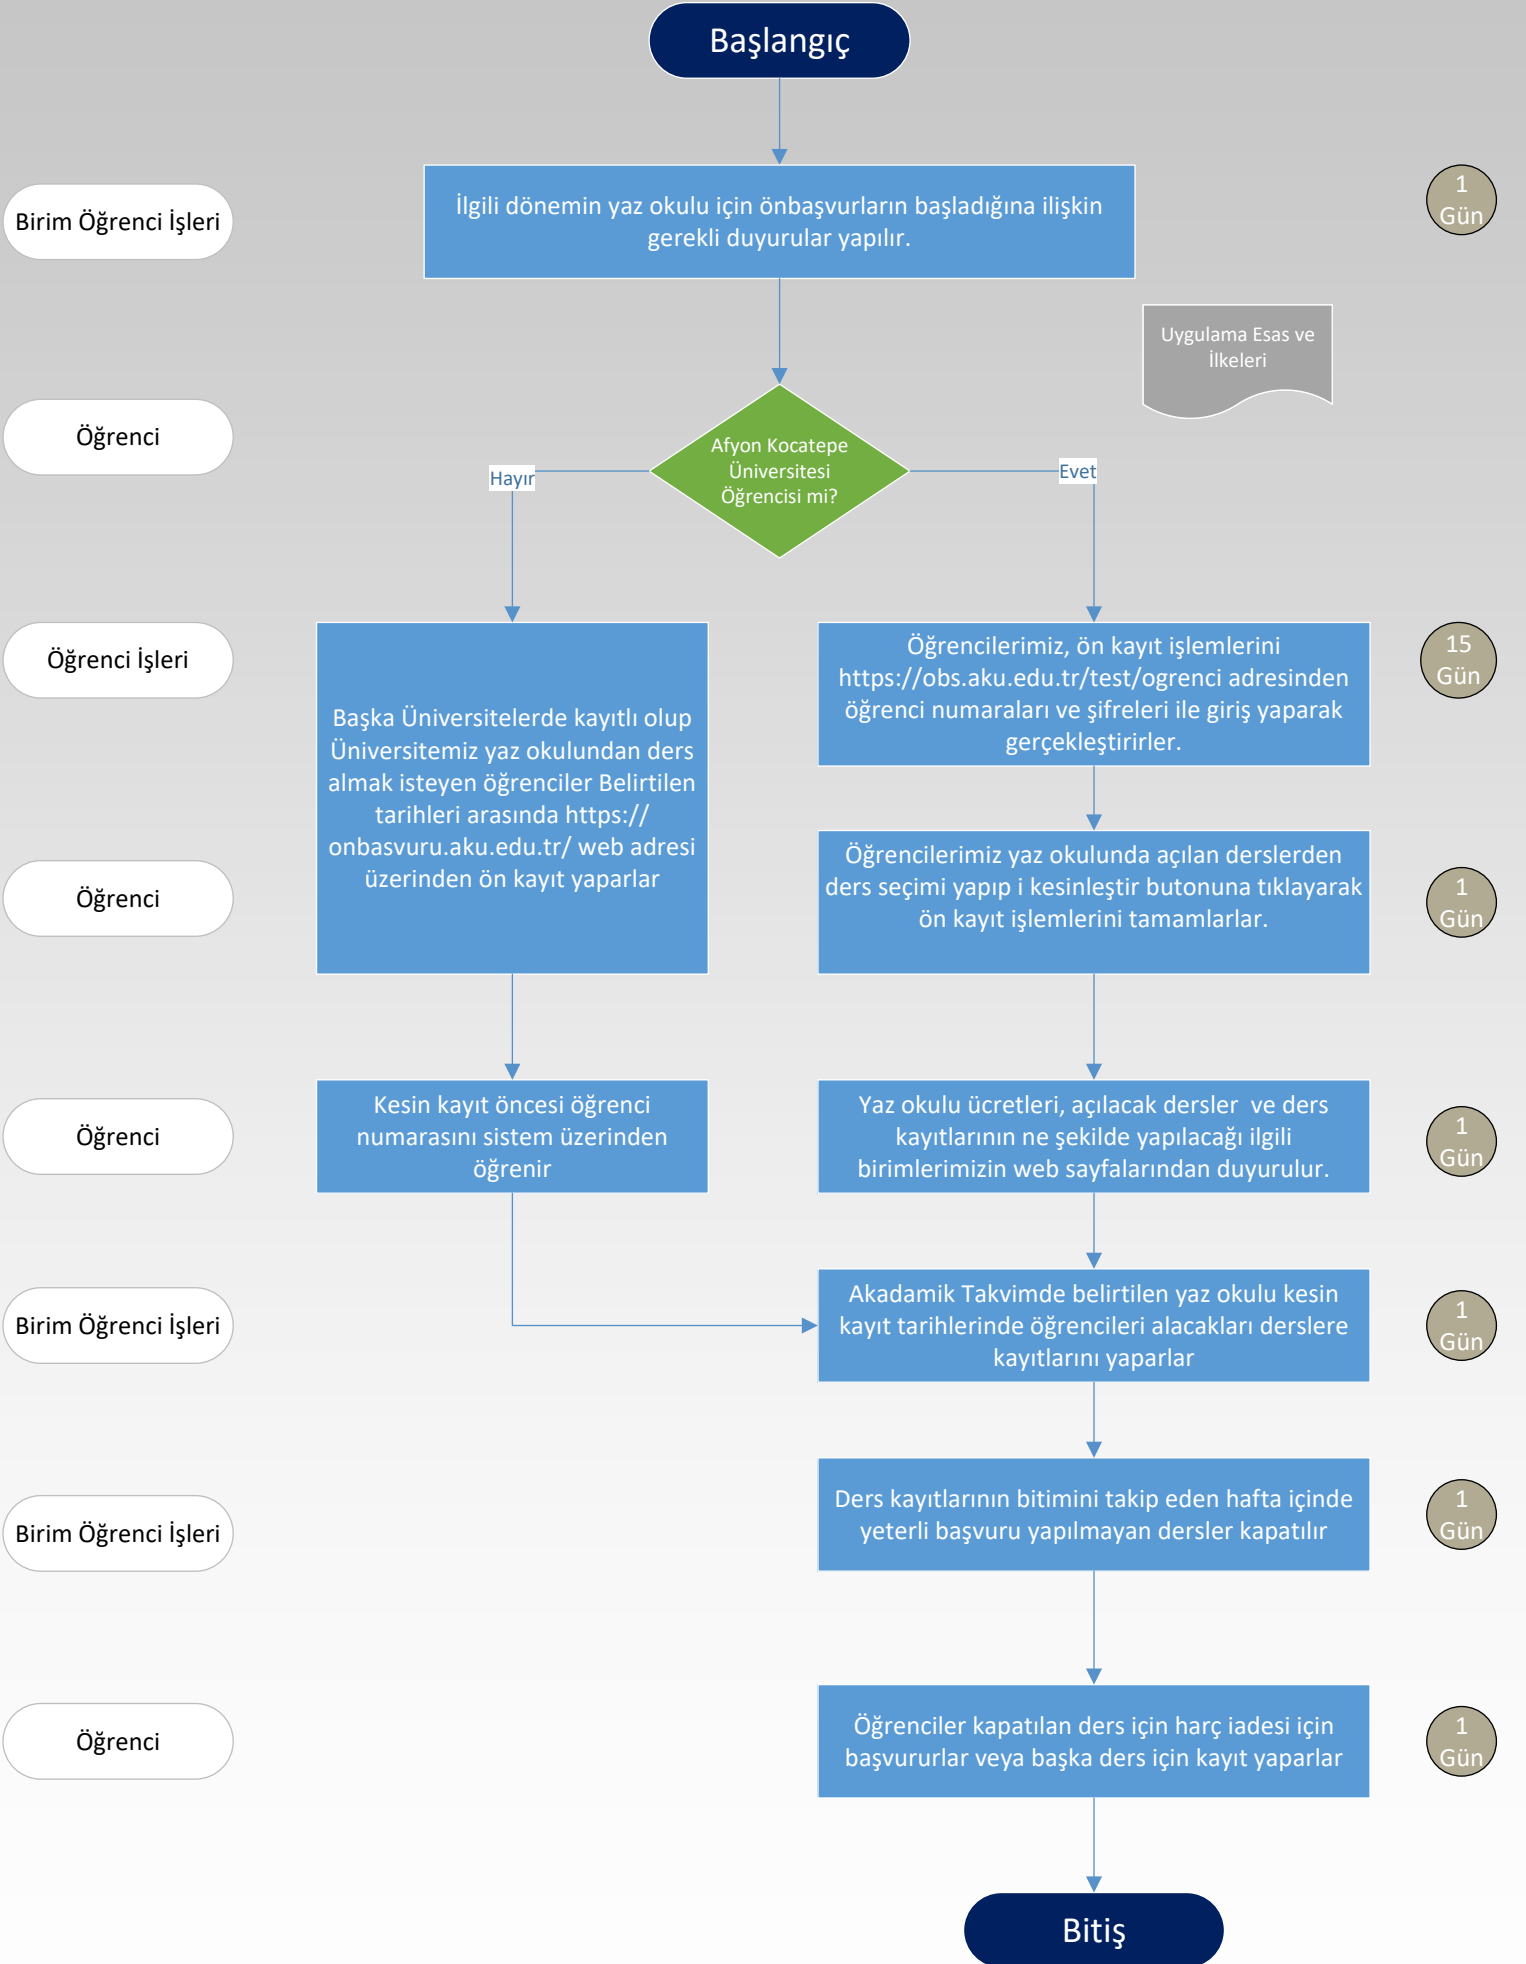 Başlangıç
Birim Öğrenci İşleri
İlgili dönemin yaz okulu için önbaşvurların başladığına ilişkin
gerekli duyurular yapılır.
1
Gün
Uygulama Esas ve
İlkeleri
Öğrenci
Afyon Kocatepe
Üniversitesi
Öğrencisi mi?
Hayır
Evet
Öğrenci İşleri
Başka Üniversitelerde kayıtlı olup
Üniversitemiz yaz okulundan ders
almak isteyen öğrenciler Belirtilen
tarihleri arasında https://
onbasvuru.aku.edu.tr/ web adresi
üzerinden ön kayıt yaparlar
Öğrencilerimiz, ön kayıt işlemlerini
https://obs.aku.edu.tr/test/ogrenci adresinden
öğrenci numaraları ve şifreleri ile giriş yaparak
gerçekleştirirler.
15
Gün
Öğrenci
Öğrencilerimiz yaz okulunda açılan derslerden
ders seçimi yapıp i kesinleştir butonuna tıklayarak
ön kayıt işlemlerini tamamlarlar.
1
Gün
Öğrenci
Kesin kayıt öncesi öğrenci
numarasını sistem üzerinden
öğrenir
Yaz okulu ücretleri, açılacak dersler  ve ders
kayıtlarının ne şekilde yapılacağı ilgili
birimlerimizin web sayfalarından duyurulur.
1
Gün
Birim Öğrenci İşleri
Akadamik Takvimde belirtilen yaz okulu kesin
kayıt tarihlerinde öğrencileri alacakları derslere
kayıtlarını yaparlar
1
Gün
Birim Öğrenci İşleri
Ders kayıtlarının bitimini takip eden hafta içinde
yeterli başvuru yapılmayan dersler kapatılır
1
Gün
Öğrenci
Öğrenciler kapatılan ders için harç iadesi için
başvururlar veya başka ders için kayıt yaparlar
1
Gün
Bitiş